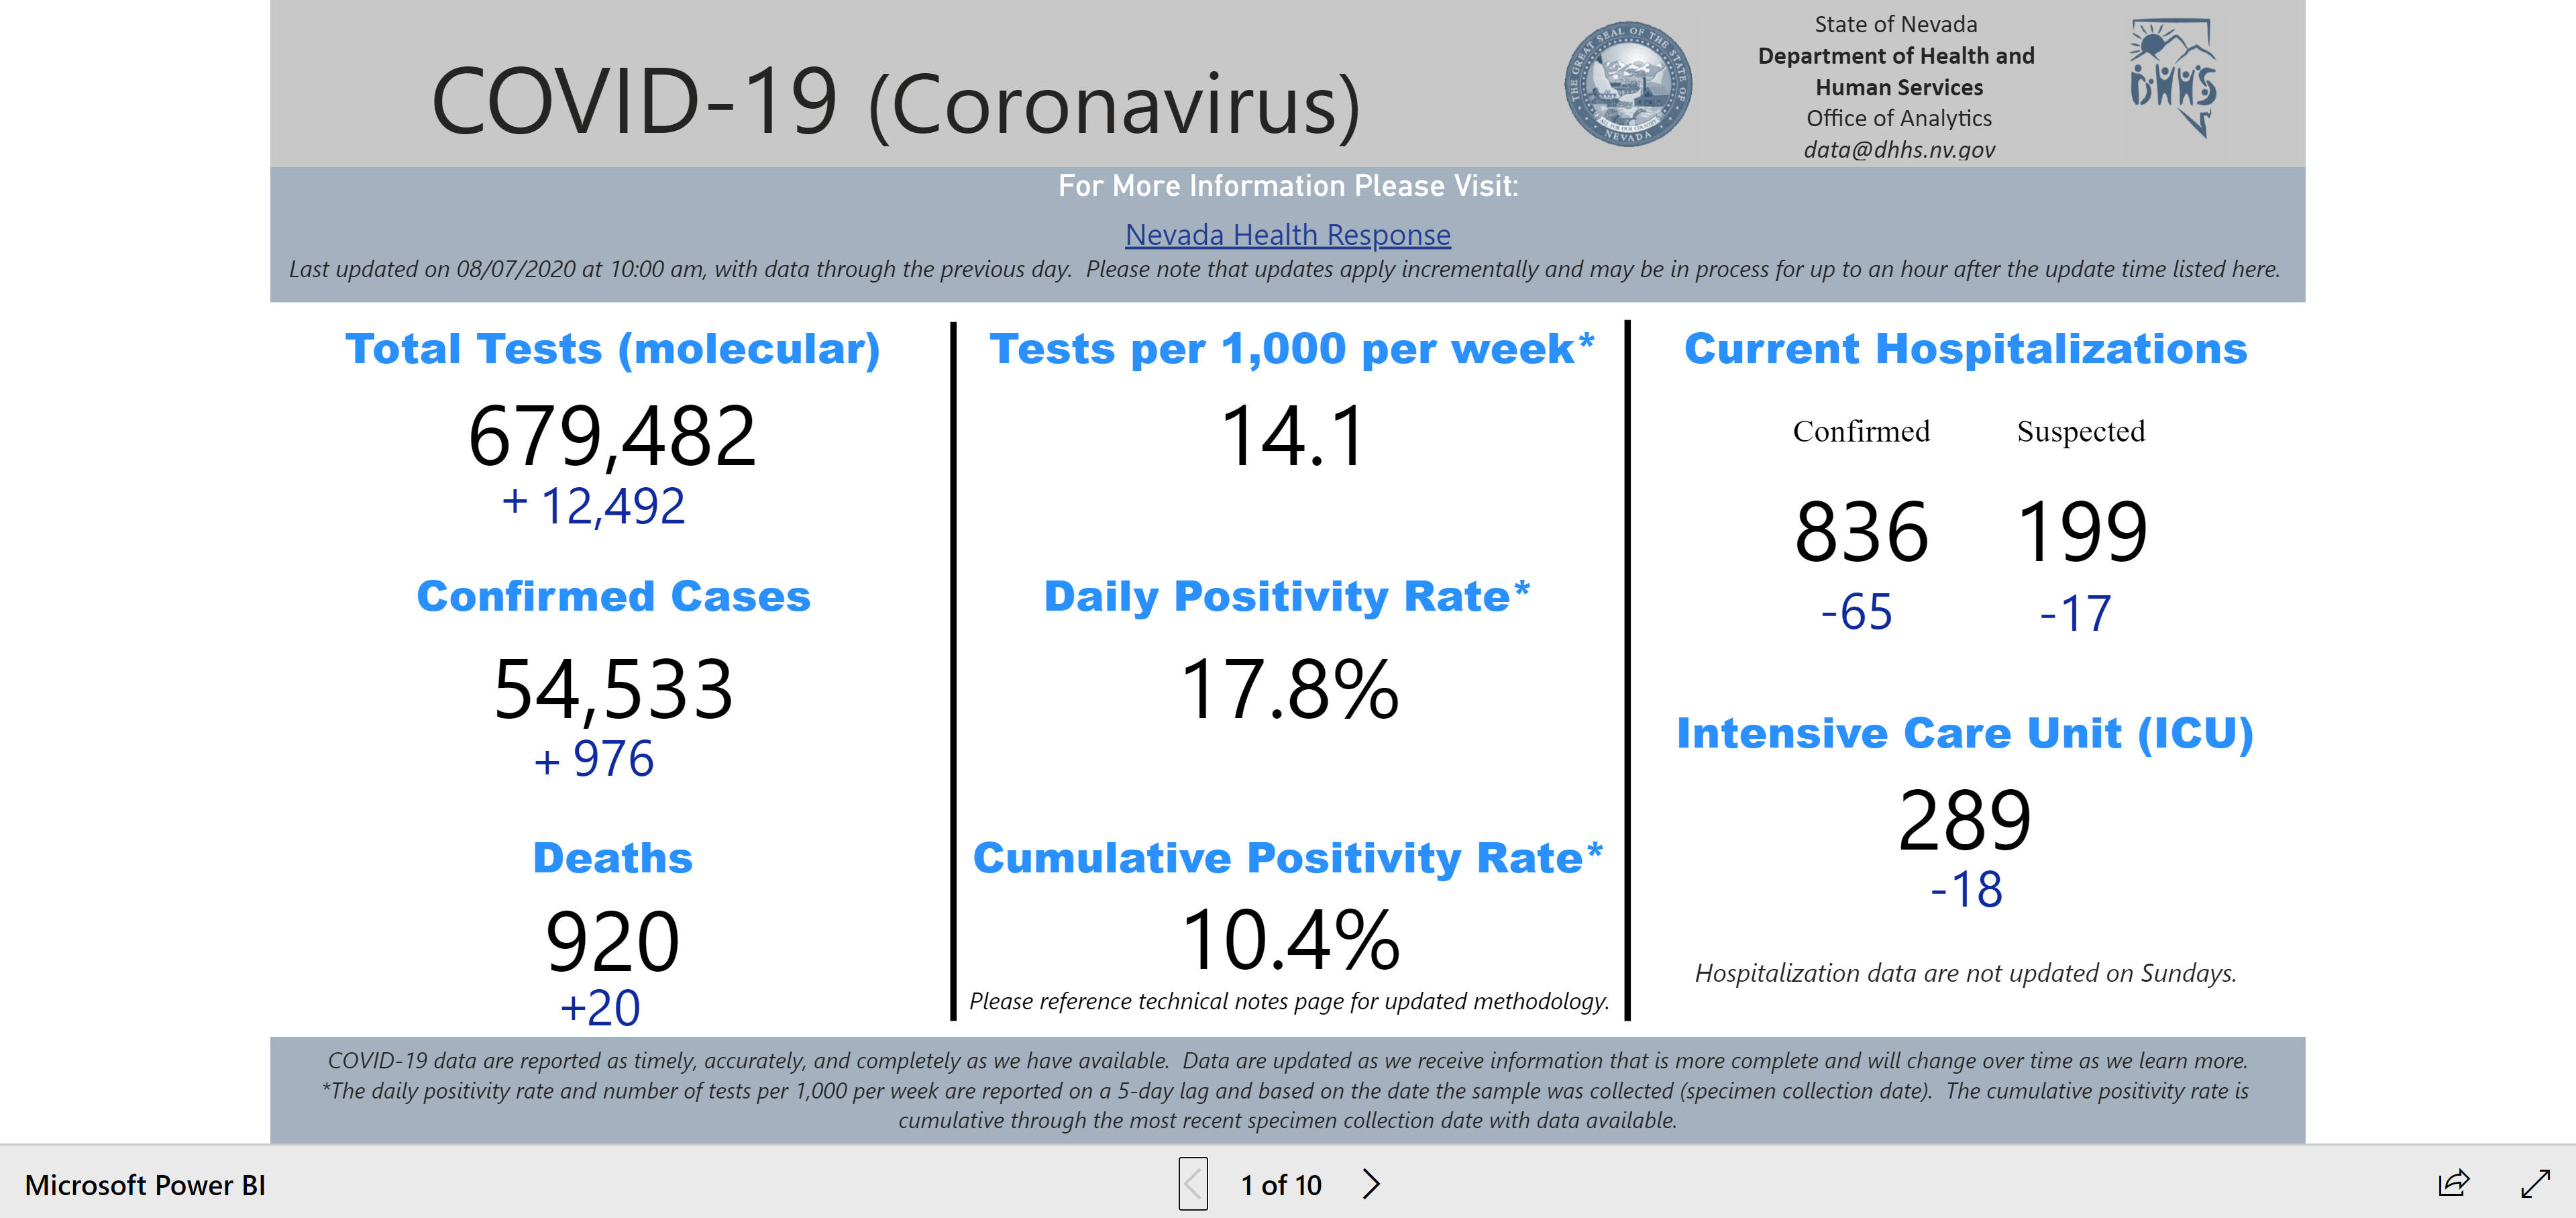 COVID-19 (Coronavirus)
THE GREAT SEAL OF THE STATE OF NEVADA
ALL FOR OUR COUNTRY
State of Nevada
Department of Health and
Human Services
Office of Analytics
data@dhhs.nv.gov
DHHS
For More Information Please Visit:
Nevada Health Response
Last updated on 08/07/2020 at 10:00 am, with data through the previous day.  Please note that updates apply incrementally and may be in process for up to an hour after the update time listed here.
Total Tests (molecular)
679,482
+ 12,492
Confirmed Cases
54,533
+ 976
Deaths
920
+20
Tests per 1,000 per week*
14.1
Daily Positivity Rate*
17.8%
Cumulative Positivity Rate*
10.4%
Please reference technical notes page for updated methodology.
Current Hospitalizations
Confirmed Suspected
836 199
-65 -17
Intensive Care Unit (ICU)
289
-18
Hospitalization data are not updated on Sundays.
COVID-19 data are reported as timely, accurately, and completely as we have available.  Data are updated as we receive information that is more complete and will change over time as we learn more.
*The daily positivity rate and number of tests per 1,000 per week are reported on a 5-day lag and based on the date the sample was collected (specimen collection date).  The cumulative positivity rate is
cumulative through the most recent specimen collection date with data available.
Microsoft Power BI
1 of 10